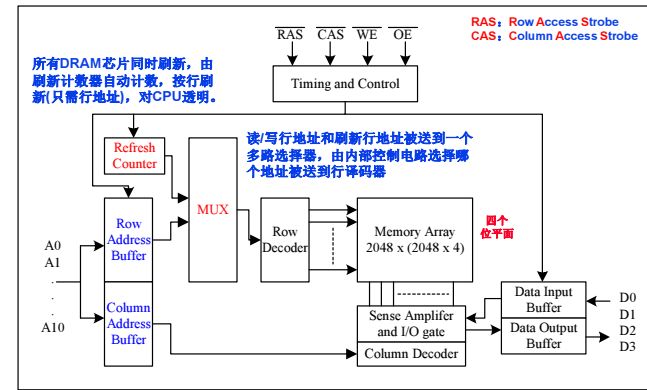 RAS CAS WE OE
RAS：Row Access Strobe
CAS：Column Access Strobe
所有DRAM芯片同时刷新，由
刷新计数器自动计数，按行刷
新(只需行地址)，对CPU透明。
Timing and Control
Refresh
Counter
读/写行地址和刷新行地址被送到一个
多路选择器，由内部控制电路选择哪
个地址被送到行译码器
MUX
Row
Address
Buffer
Row
Decoder
Memory Array
2048 x (2048 x 4)
四个
位平面
A0
A1
.
.
.
A10
Column
Address
Buffer
Sense Amplifer
and I/O gate
Column Decoder
Data Input
Buffer
Data Output
Buffer
D0
D1
D2
D3